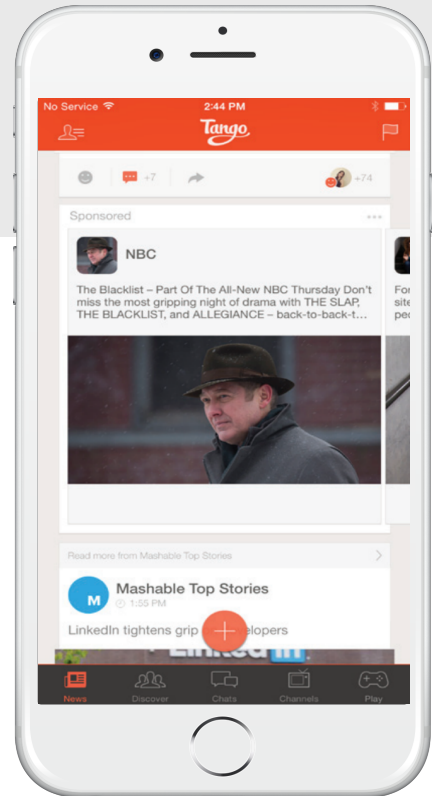 No Service 2:44 PM
Tango
+7 +74
Sponsored
NBC
The Blacklist – Part Of The All-New NBC Thursday Don't
miss the most gripping night of drama with THE SLAP,
THE BLACKLIST, and ALLEGIANCE – back-to-back-t...
For
site
Read more from Mashable Top Stories
M
Mashable Top Stories
1:55 PM
LinkedIn tightens grip elopers
Linked in
News Discover Chats Channels Play